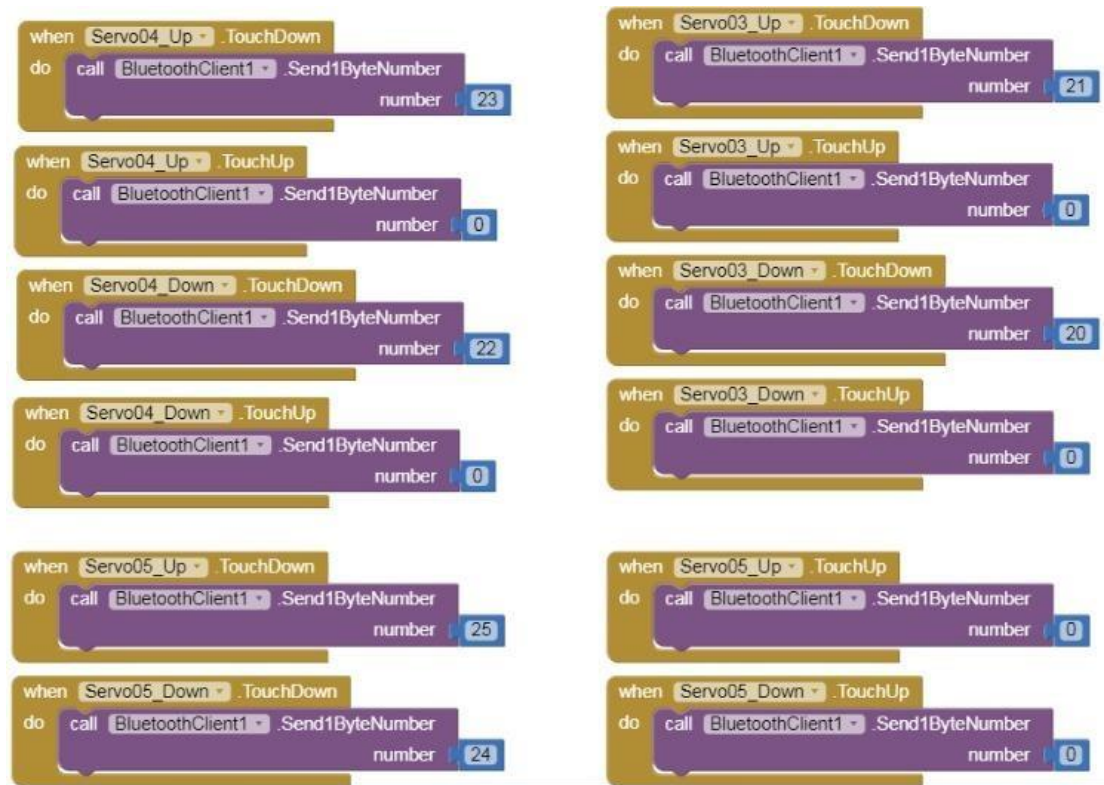 when Servo04_Up .TouchDown
do call BluetoothClient1 .Send1ByteNumber
number 23
when Servo04_Up .TouchUp
do call BluetoothClient1 .Send1ByteNumber
number 0
when Servo04_Down .TouchDown
do call BluetoothClient1 .Send1ByteNumber
number 22
when Servo04_Down .TouchUp
do call BluetoothClient1 .Send1ByteNumber
number 0
when Servo03_Up .TouchDown
do call BluetoothClient1 .Send1ByteNumber
number 21
when Servo03_Up .TouchUp
do call BluetoothClient1 .Send1ByteNumber
number 0
when Servo03_Down .TouchDown
do call BluetoothClient1 .Send1ByteNumber
number 20
when Servo03_Down .TouchUp
do call BluetoothClient1 .Send1ByteNumber
number 0
when Servo05_Up .TouchDown
do call BluetoothClient1 .Send1ByteNumber
number 25
when Servo05_Down .TouchDown
do call BluetoothClient1 .Send1ByteNumber
number 24
when Servo05_Up .TouchUp
do call BluetoothClient1 .Send1ByteNumber
number 0
when Servo05_Down .TouchUp
do call BluetoothClient1 .Send1ByteNumber
number 0